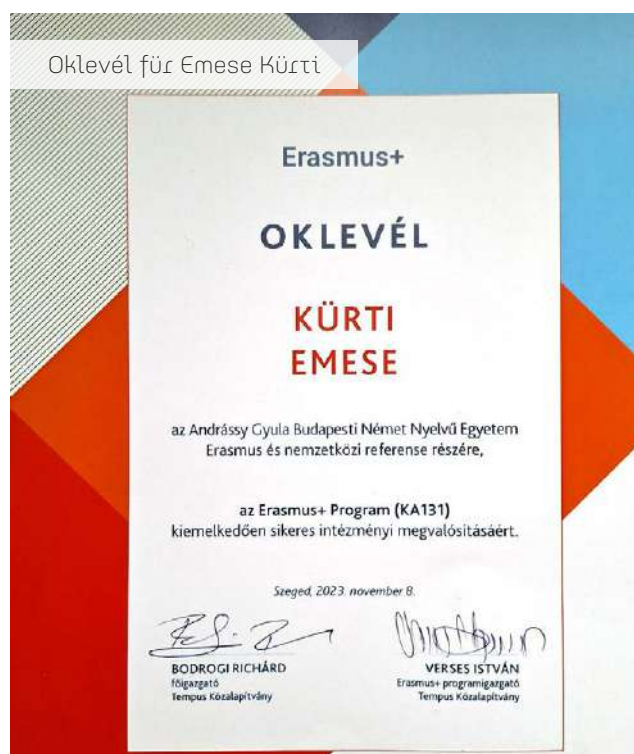 Oklevél für Emese Kürti
Erasmus+
OKLEVÉL
KÜRTI
EMESE
az Andrássy Gyula Budapesti Német Nyelvű Egyetem
Erasmus és nemzetközi referense részére,
az Erasmus+ Program (KA131)
kiemelkedően sikeres intézményi megvalósításáért.
Szeged, 2023. november 8.
BODROGI RICHÁRD
főigazgató
Tempus Közalapítvány
VERSES ISTVÁN
Erasmus+ programigazgató
Tempus Közalapítvány